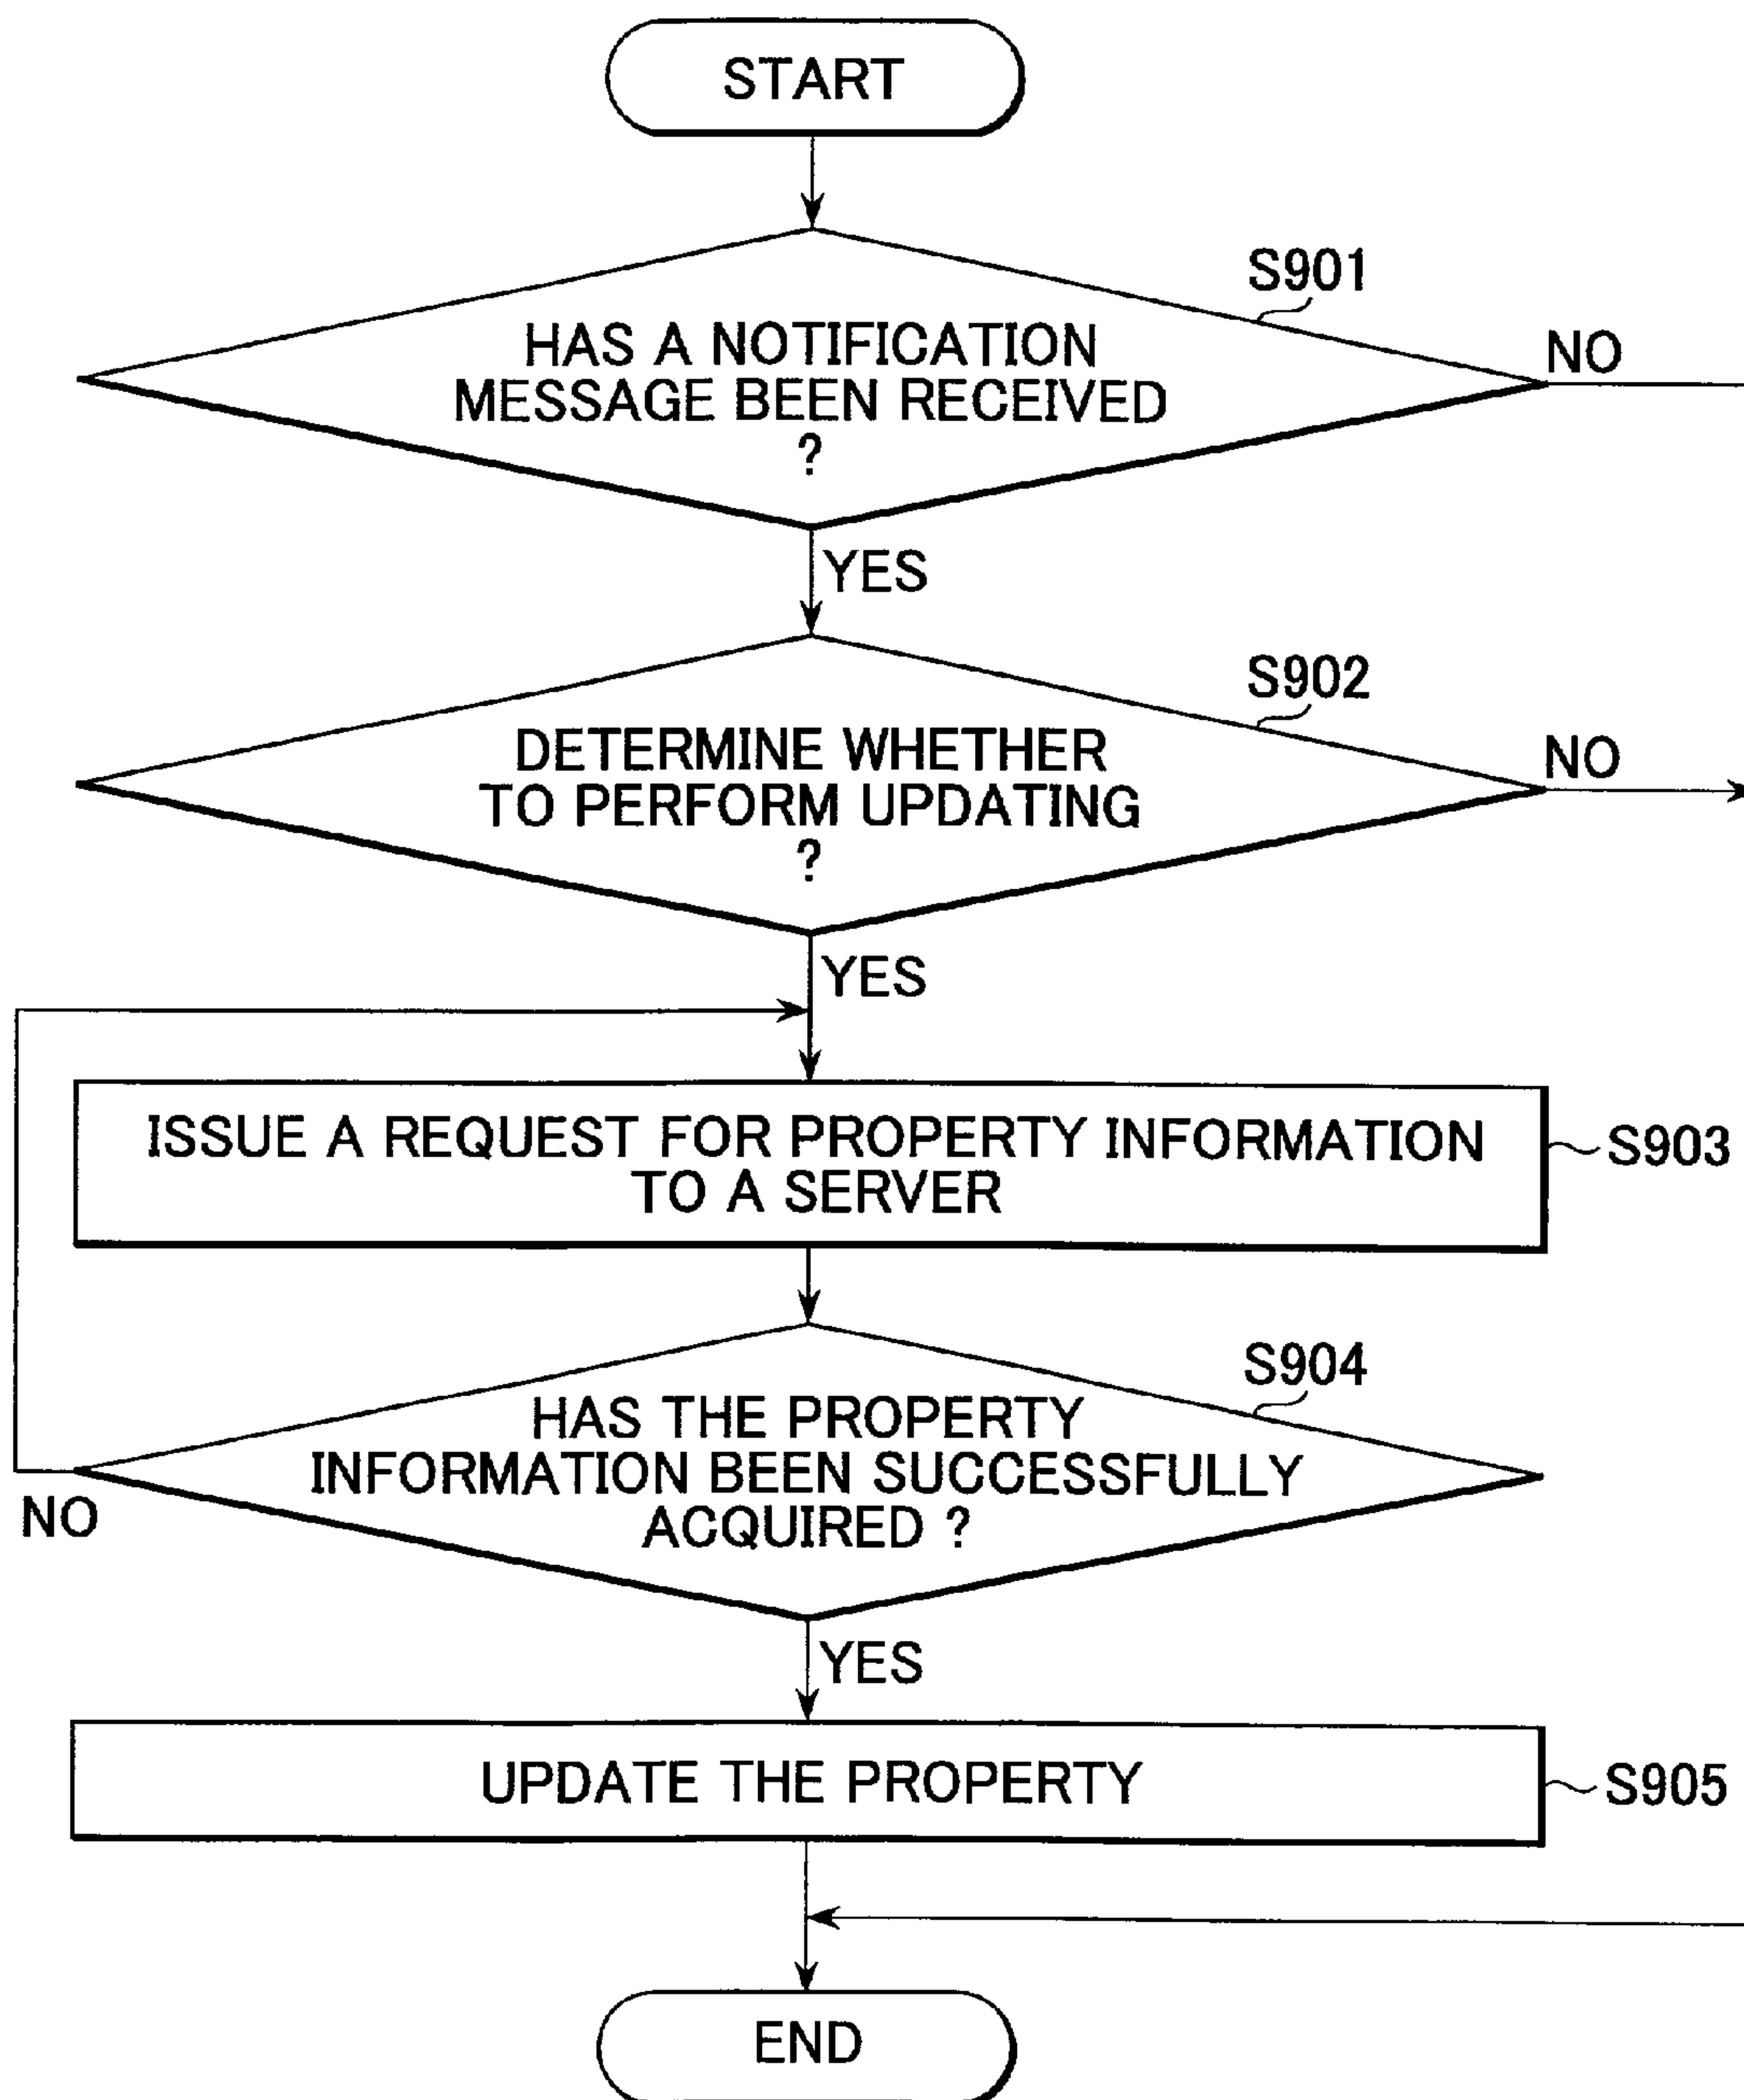 START
S901
HAS A NOTIFICATION
MESSAGE BEEN RECEIVED
?
NO
YES
S902
DETERMINE WHETHER
TO PERFORM UPDATING
?
NO
YES
ISSUE A REQUEST FOR PROPERTY INFORMATION
TO A SERVER
S903
S904
HAS THE PROPERTY
INFORMATION BEEN SUCCESSFULLY
ACQUIRED ?
NO
YES
UPDATE THE PROPERTY
S905
END